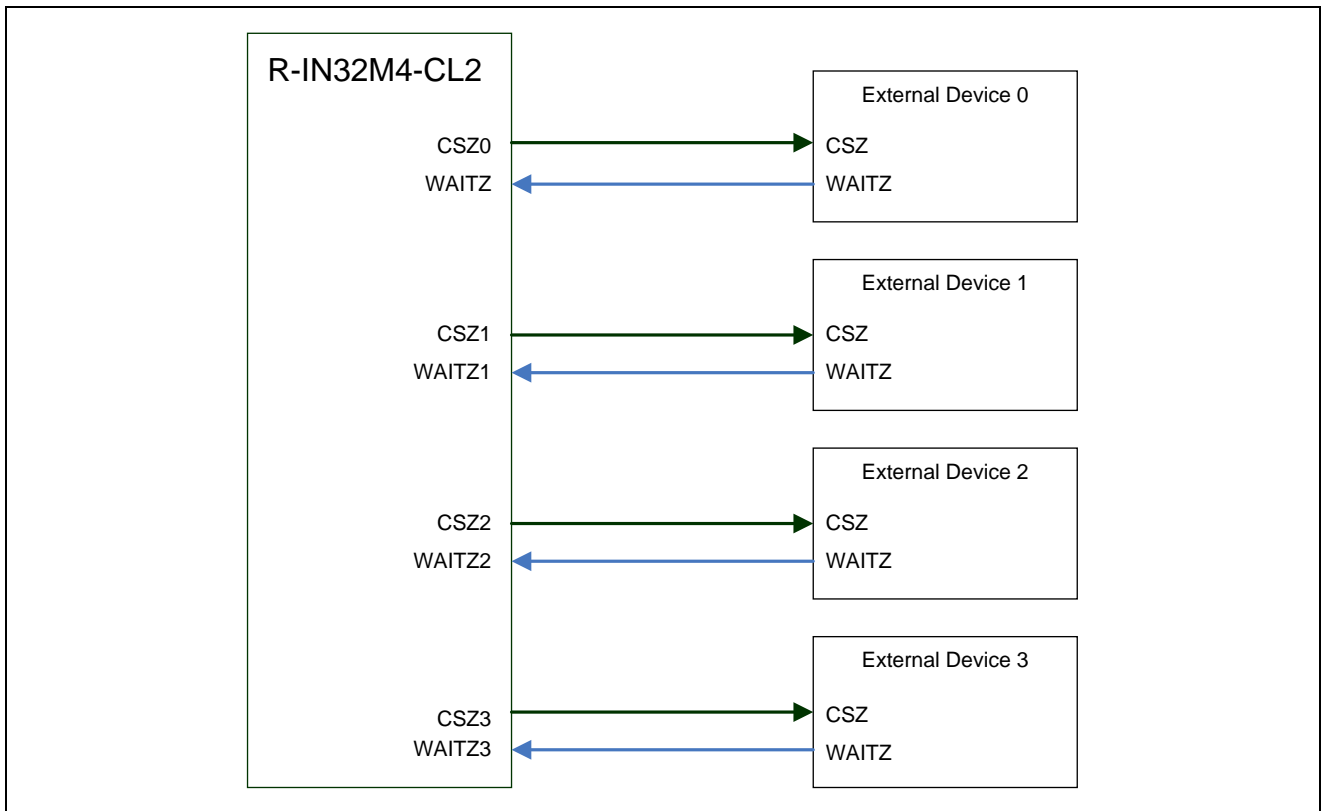 R-IN32M4-CL2
External Device 0
CSZ0
CSZ
WAITZ
WAITZ
External Device 1
CSZ1
CSZ
WAITZ1
WAITZ
External Device 2
CSZ2
CSZ
WAITZ2
WAITZ
External Device 3
CSZ3
CSZ
WAITZ3
WAITZ